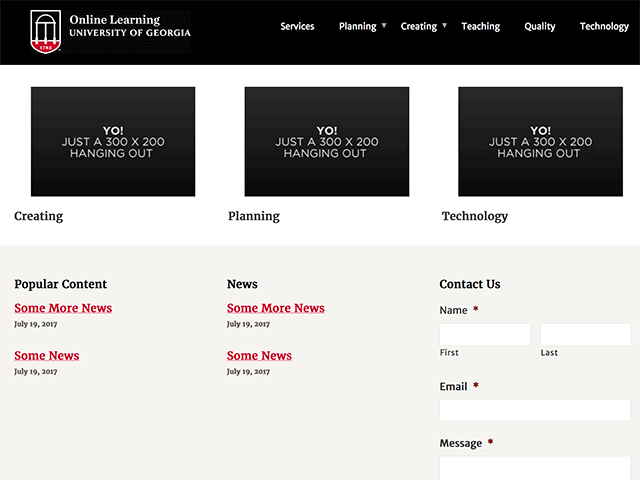 Online Learning
UNIVERSITY OF GEORGIA
1785
Services Planning ▼ Creating ▼ Teaching Quality Technology
YO!
JUST A 300 X 200
HANGING OUT
YO!
JUST A 300 X 200
HANGING OUT
YO!
JUST A 300 X 200
HANGING OUT
Creating
Planning
Technology
Popular Content
Some More News
July 19, 2017
Some News
July 19, 2017
News
Some More News
July 19, 2017
Some News
July 19, 2017
Contact Us
Name *
First Last
Email *
Message *